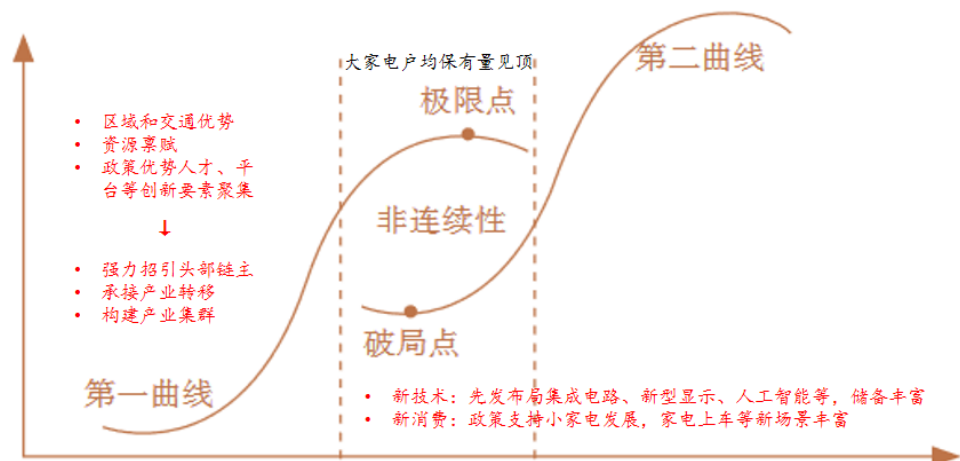 大家电户均保有量见顶
第二曲线
极限点
• 区域和交通优势
• 资源禀赋
• 政策优势人才、平
台等创新要素聚集
↓
非连续性
• 强力招引头部链主
• 承接产业转移
• 构建产业集群
破局点
第一曲线
• 新技术：先发布局集成电路、新型显示、人工智能等，储备丰富
• 新消费：政策支持小家电发展，家电上车等新场景丰富